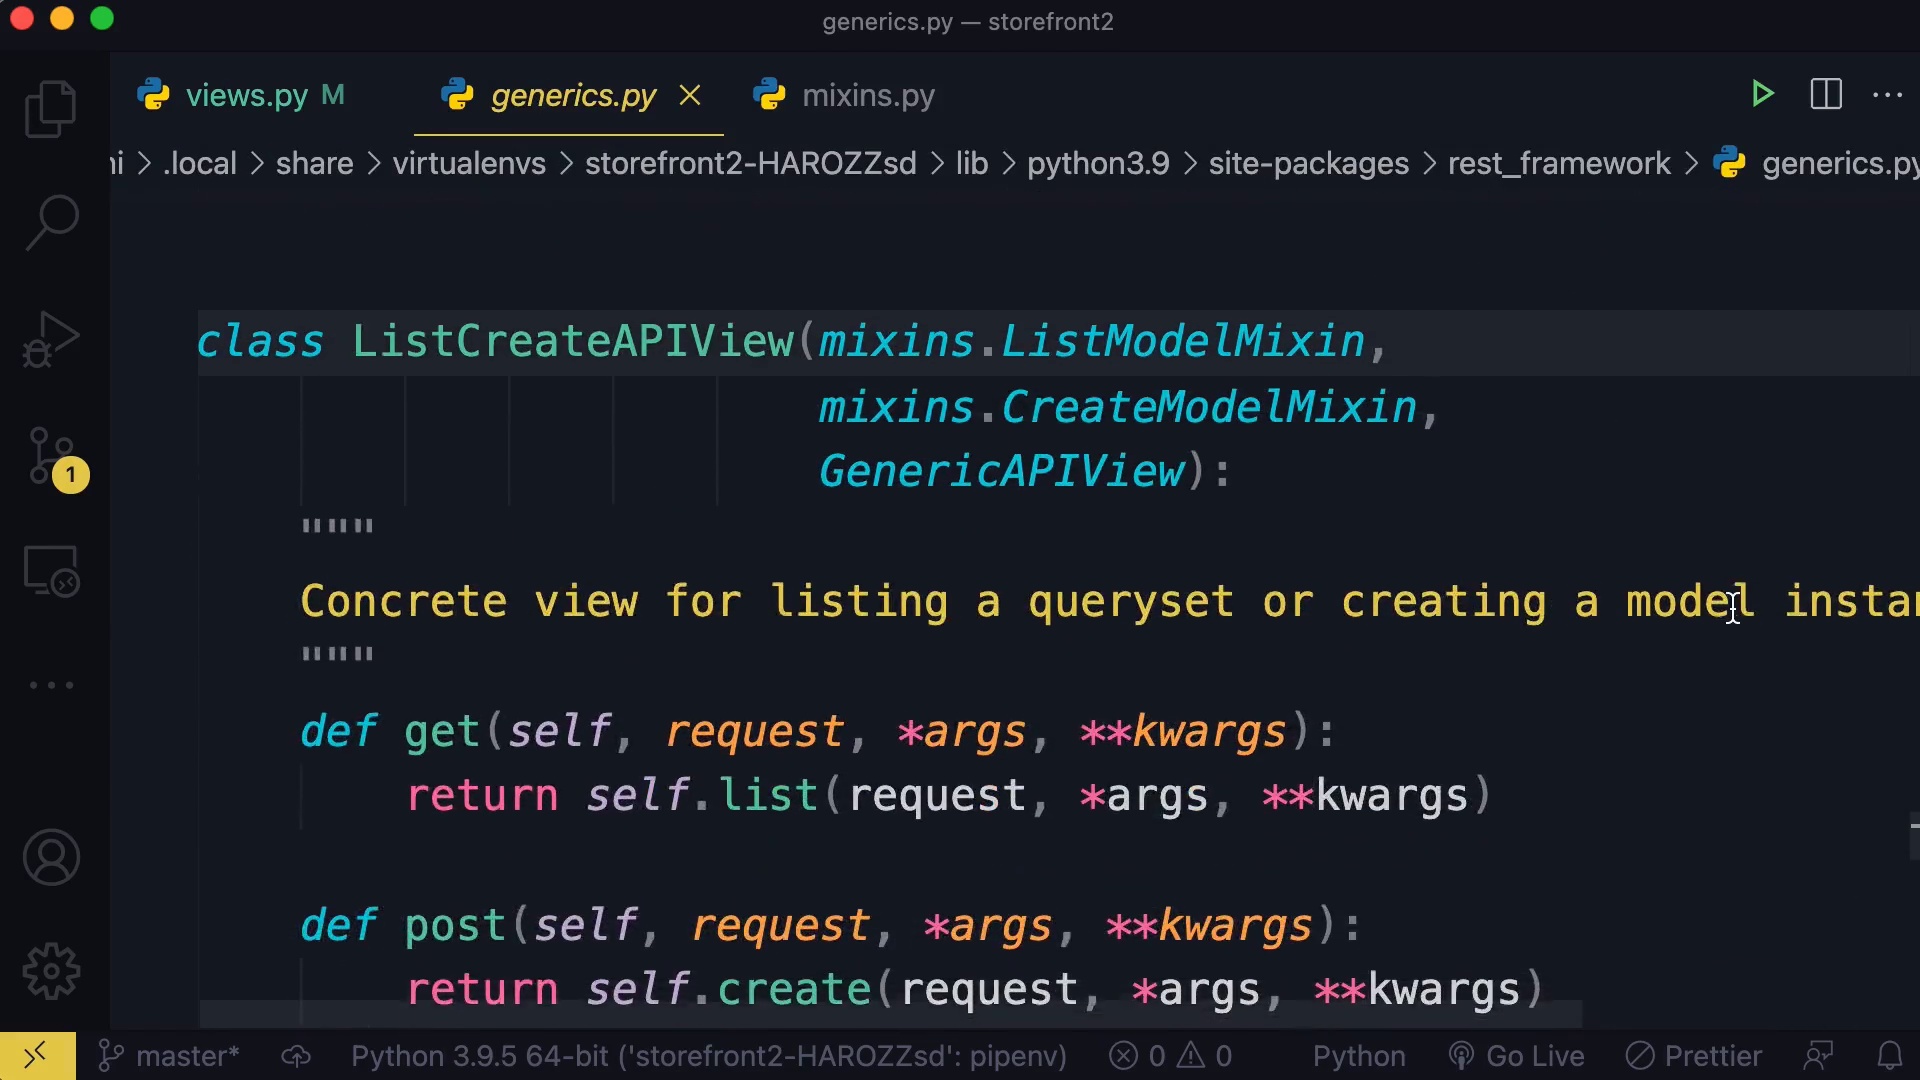 generics.py — storefront2
views.py M generics.py mixins.py
.local > share > virtualenvs > storefront2-HAROZZsd > lib > python3.9 > site-packages > rest_framework > generics.py
class ListCreateAPIView(mixins.ListModelMixin,
mixins.CreateModelMixin,
GenericAPIView):
"""
Concrete view for listing a queryset or creating a model instan
"""
def get(self, request, *args, **kwargs):
return self.list(request, *args, **kwargs)
def post(self, request, *args, **kwargs):
return self.create(request, *args, **kwargs)
1
master* Python 3.9.5 64-bit ('storefront2-HAROZZsd': pipenv) 0 0 Python Go Live Prettier